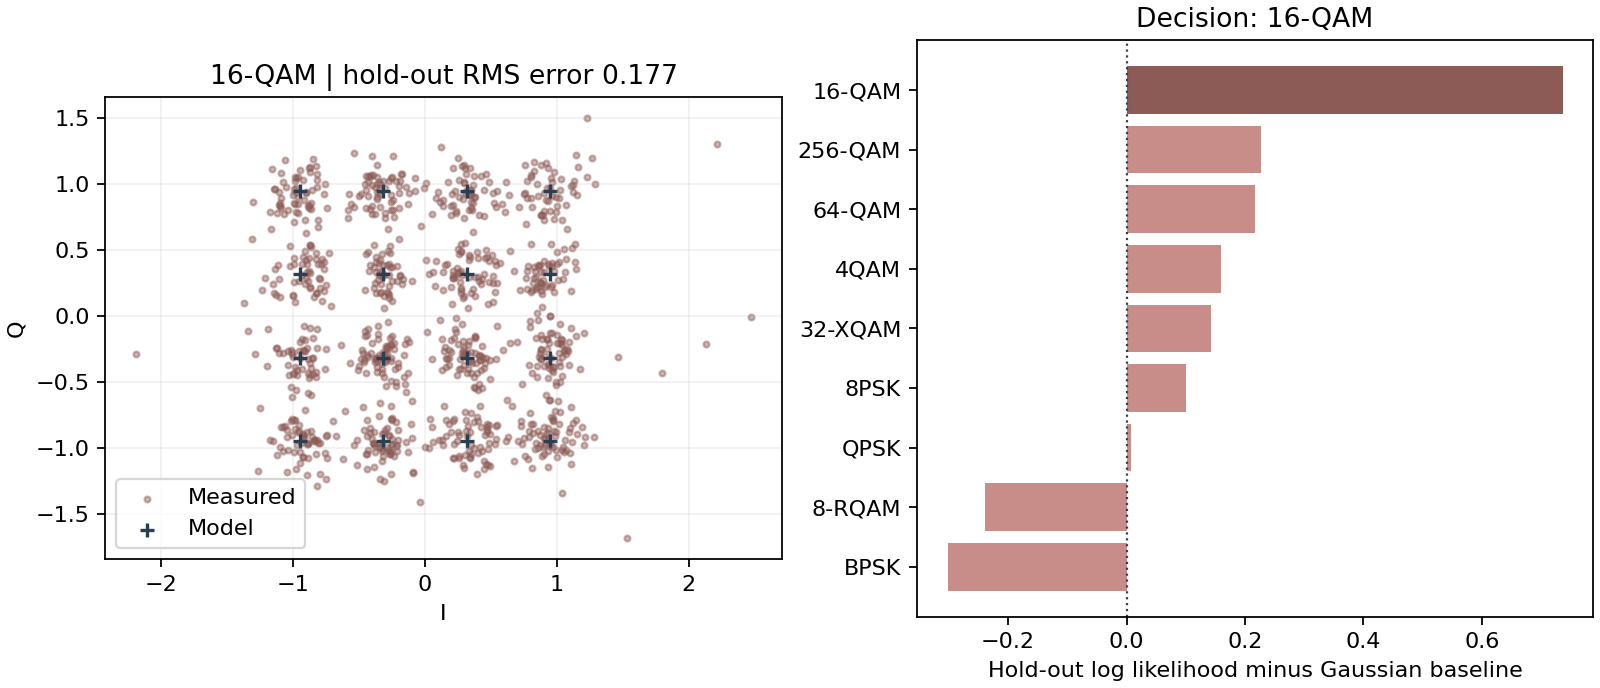 16-QAM | hold-out RMS error 0.177
1.5
1.0
0.5
0.0
−0.5
−1.0
−1.5
Q
Measured
Model
−2
−1
0
1
2
I
Decision: 16-QAM
16-QAM
256-QAM
64-QAM
4QAM
32-XQAM
8PSK
QPSK
8-RQAM
BPSK
−0.2
0.0
0.2
0.4
0.6
Hold-out log likelihood minus Gaussian baseline